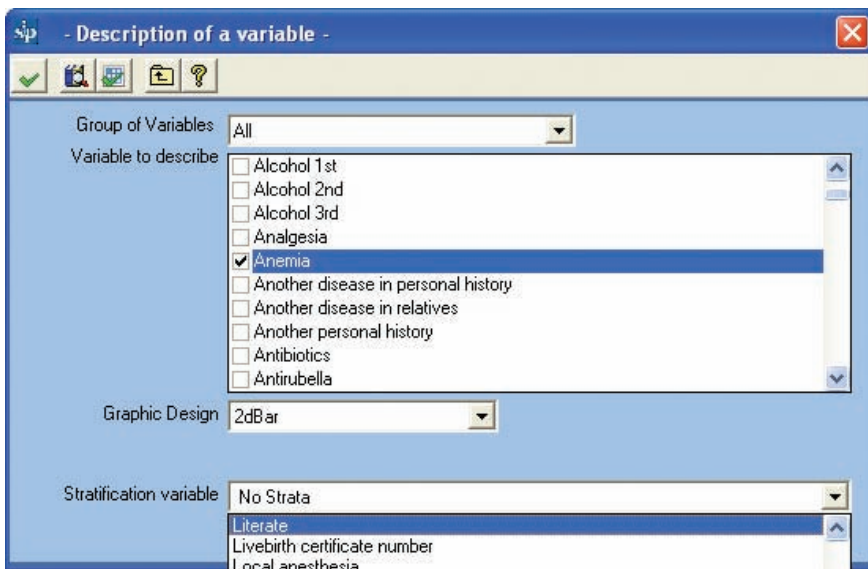 sip - Description of a variable -
?
Group of Variables All
Variable to describe
Alcohol 1st
Alcohol 2nd
Alcohol 3rd
Analgesia
Anemia
Another disease in personal history
Another disease in relatives
Another personal history
Antibiotics
Antirubella
Graphic Design 2dBar
Stratification variable No Strata
Literate
Livebirth certificate number
Local anesthesia